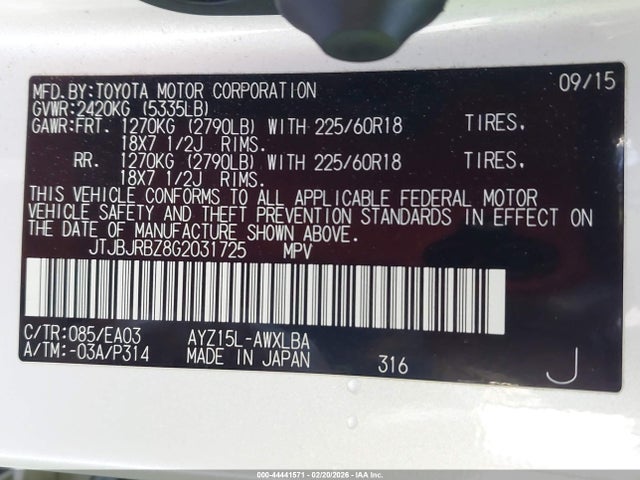 MFD.BY:TOYOTA MOTOR CORPORATION 09/15
GVWR:2420KG (5335LB)
GAWR:FRT. 1270KG (2790LB) WITH 225/60R18 TIRES,
18X7 1/2J RIMS.
RR. 1270KG (2790LB) WITH 225/60R18 TIRES,
18X7 1/2J RIMS.
THIS VEHICLE CONFORMS TO ALL APPLICABLE FEDERAL MOTOR
VEHICLE SAFETY AND THEFT PREVENTION STANDARDS IN EFFECT ON
THE DATE OF MANUFACTURE SHOWN ABOVE.
JTJBJRBZ8G2031725 MPV
C/TR:085/EA03 AYZ15L-AWXLBA
A/TM:-03A/P314 MADE IN JAPAN 316 J
000-44441571 - 02/20/2026 - IAA Inc.